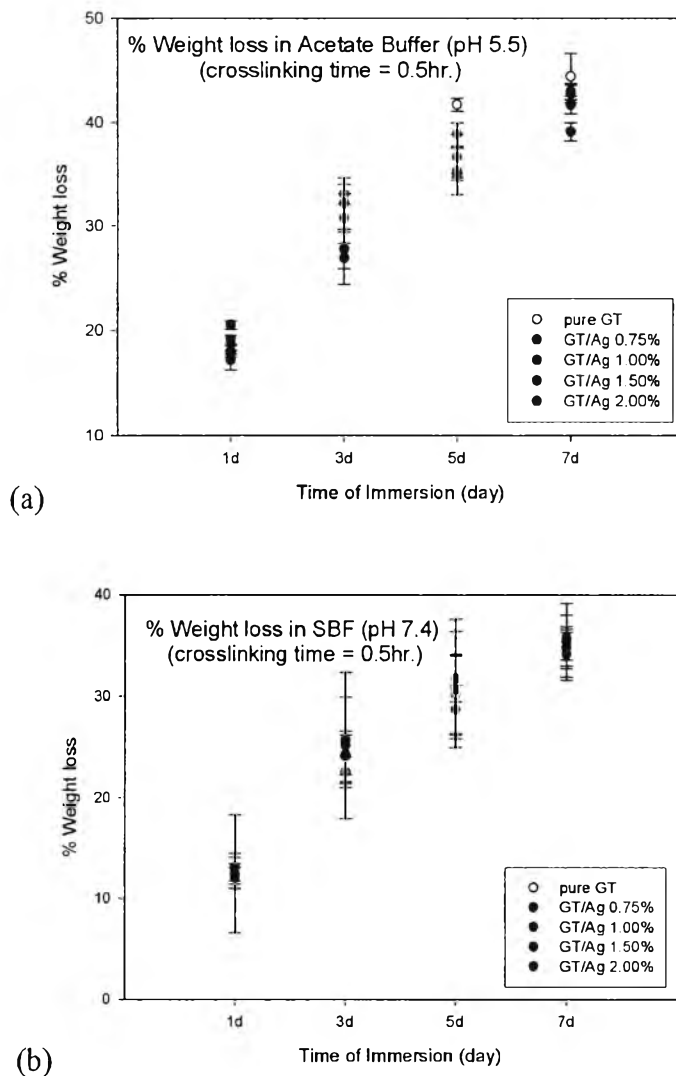 50
40
30
20
10
% Weight loss
% Weight loss in Acetate Buffer (pH 5.5)
(crosslinking time = 0.5hr.)
pure GT
GT/Ag 0.75%
GT/Ag 1.00%
GT/Ag 1.50%
GT/Ag 2.00%
1d 3d 5d 7d
Time of Immersion (day)
(a)
40
30
20
10
0
% Weight loss
% Weight loss in SBF (pH 7.4)
(crosslinking time = 0.5hr.)
pure GT
GT/Ag 0.75%
GT/Ag 1.00%
GT/Ag 1.50%
GT/Ag 2.00%
1d 3d 5d 7d
Time of Immersion (day)
(b)